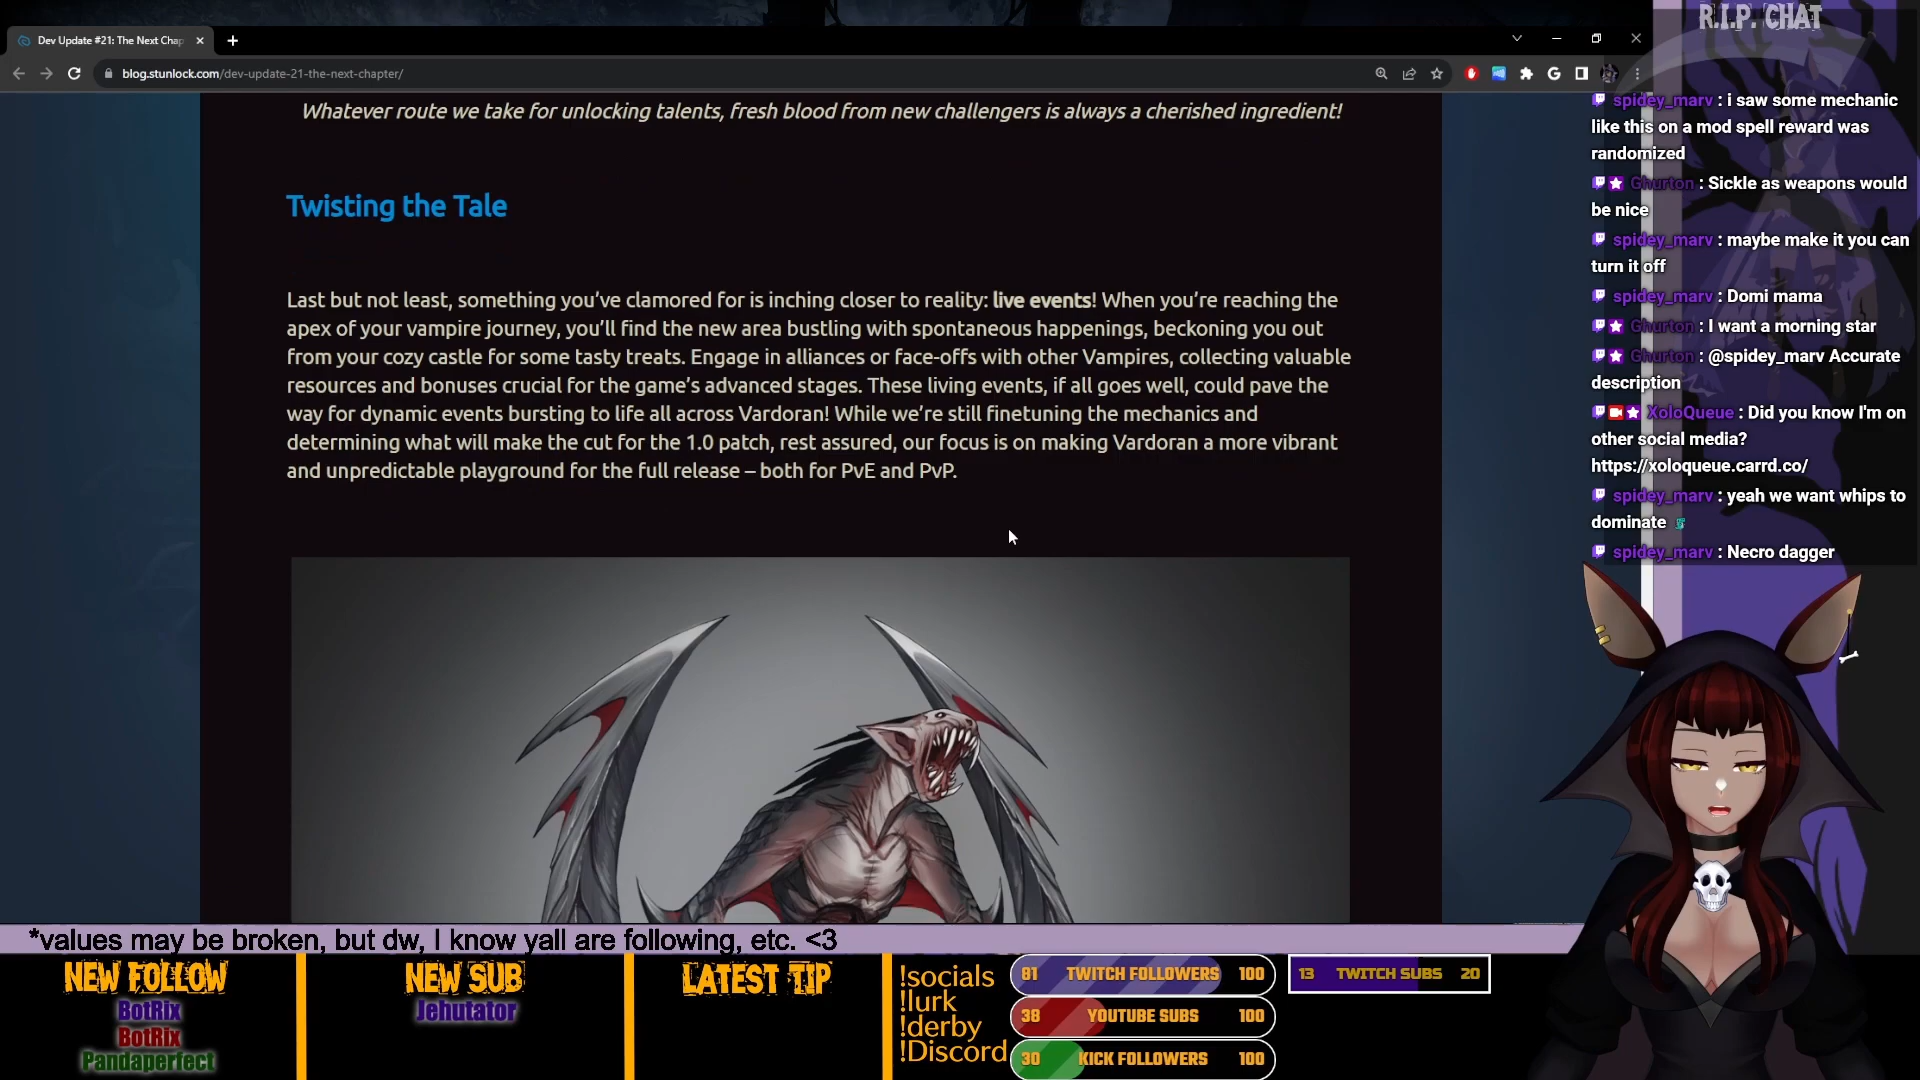 R.I.P. CHAT
Dev Update #21: The Next Chap
blog.stunlock.com/dev-update-21-the-next-chapter/
Whatever route we take for unlocking talents, fresh blood from new challengers is always a cherished ingredient!
Twisting the Tale
Last but not least, something you've clamored for is inching closer to reality: live events! When you're reaching the
apex of your vampire journey, you'll find the new area bustling with spontaneous happenings, beckoning you out
from your cozy castle for some tasty treats. Engage in alliances or face-offs with other Vampires, collecting valuable
resources and bonuses crucial for the game's advanced stages. These living events, if all goes well, could pave the
way for dynamic events bursting to life all across Vardoran! While we're still finetuning the mechanics and
determining what will make the cut for the 1.0 patch, rest assured, our focus is on making Vardoran a more vibrant
and unpredictable playground for the full release – both for PvE and PvP.
spidey_marv : i saw some mechanic
like this on a mod spell reward was
randomized
Ghurton : Sickle as weapons would
be nice
spidey_marv : maybe make it you can
turn it off
spidey_marv : Domi mama
Ghurton : I want a morning star
Ghurton : @spidey_marv Accurate
description
XoloQueue : Did you know I'm on
other social media?
https://xoloqueue.carrd.co/
spidey_marv : yeah we want whips to
dominate
spidey_marv : Necro dagger
*values may be broken, but dw, I know yall are following, etc. <3
NEW FOLLOW
BotRix
BotRix
Pandaperfect
NEW SUB
Jehutator
LATEST TIP
!socials
!lurk
!derby
!Discord
81 TWITCH FOLLOWERS 100
38 YOUTUBE SUBS 100
30 KICK FOLLOWERS 100
13 TWITCH SUBS 20